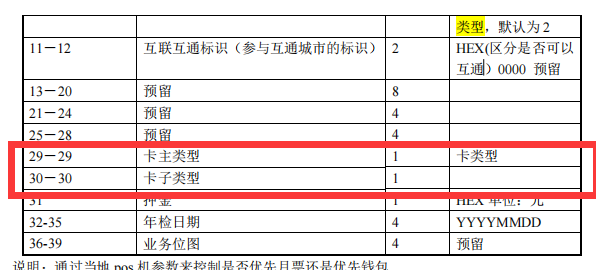 类型，默认为 2
11－12 互联互通标识（参与互通城市的标识） 2 HEX(区分是否可以
互通）0000 预留
13－20 预留 8
21－24 预留 4
25－28 预留 4
29－29 卡主类型 1 卡类型
30－30 卡子类型 1
31 押金 1 HEX 单位：元
32-35 年检日期 4 YYYYMMDD
36-39 业务位图 4 预留
说明：通过当地 pos 机参数来控制是否优先月票还是优先钱包